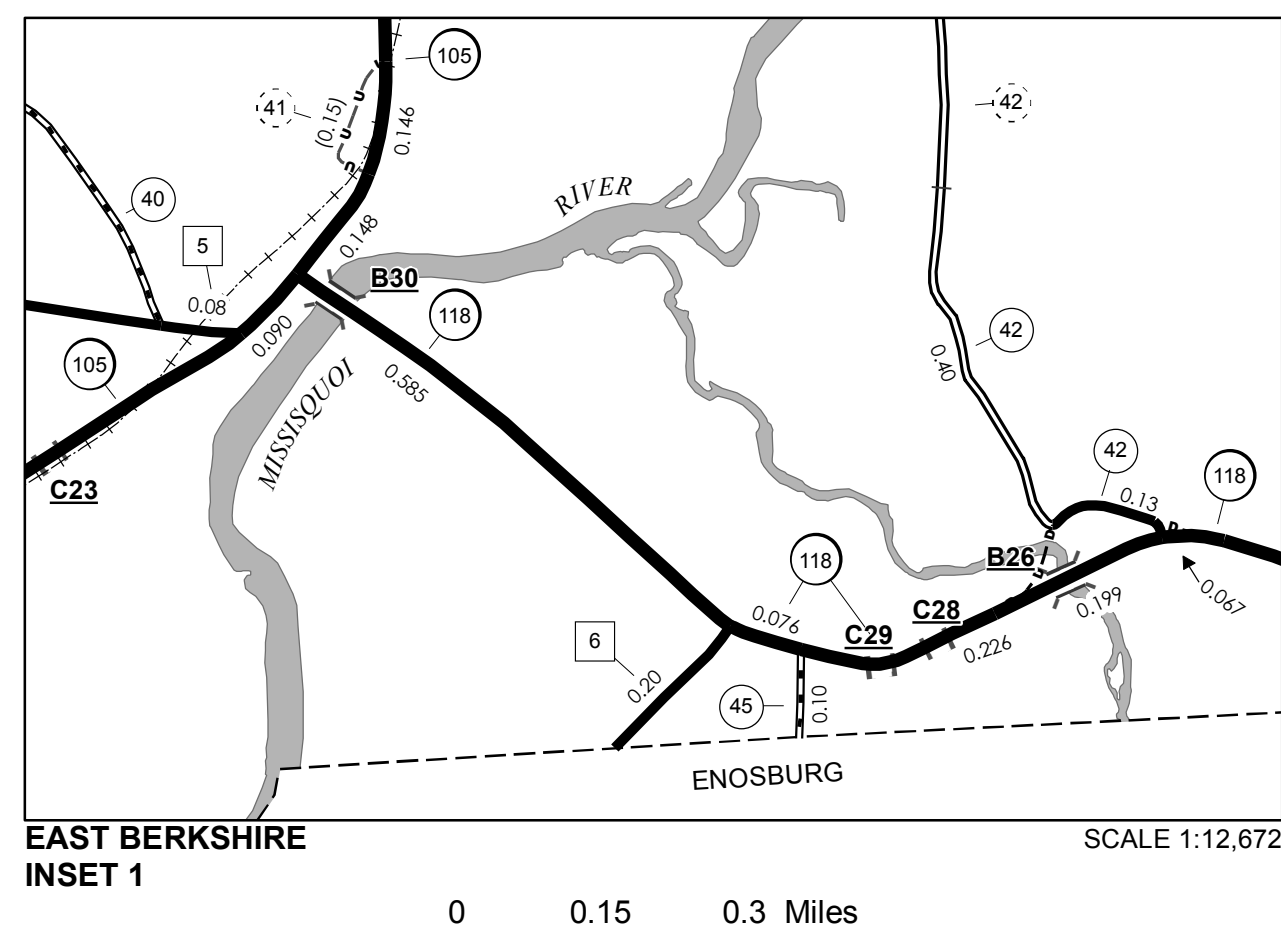 105
41
(0.15)
0.146
42
40
RIVER
5
0.148
B30
0.08
118
0.090
42
105
0.585
0.40
MISSISQUOI
42
118
C23
0.13
118
B26
0.199
0.067
0.076
C28
C29
0.226
6
0.20
45
0.10
D
D
U
U
U
U
ENOSBURG
EAST BERKSHIRE
SCALE 1:12,672
INSET 1
0 0.15 0.3 Miles